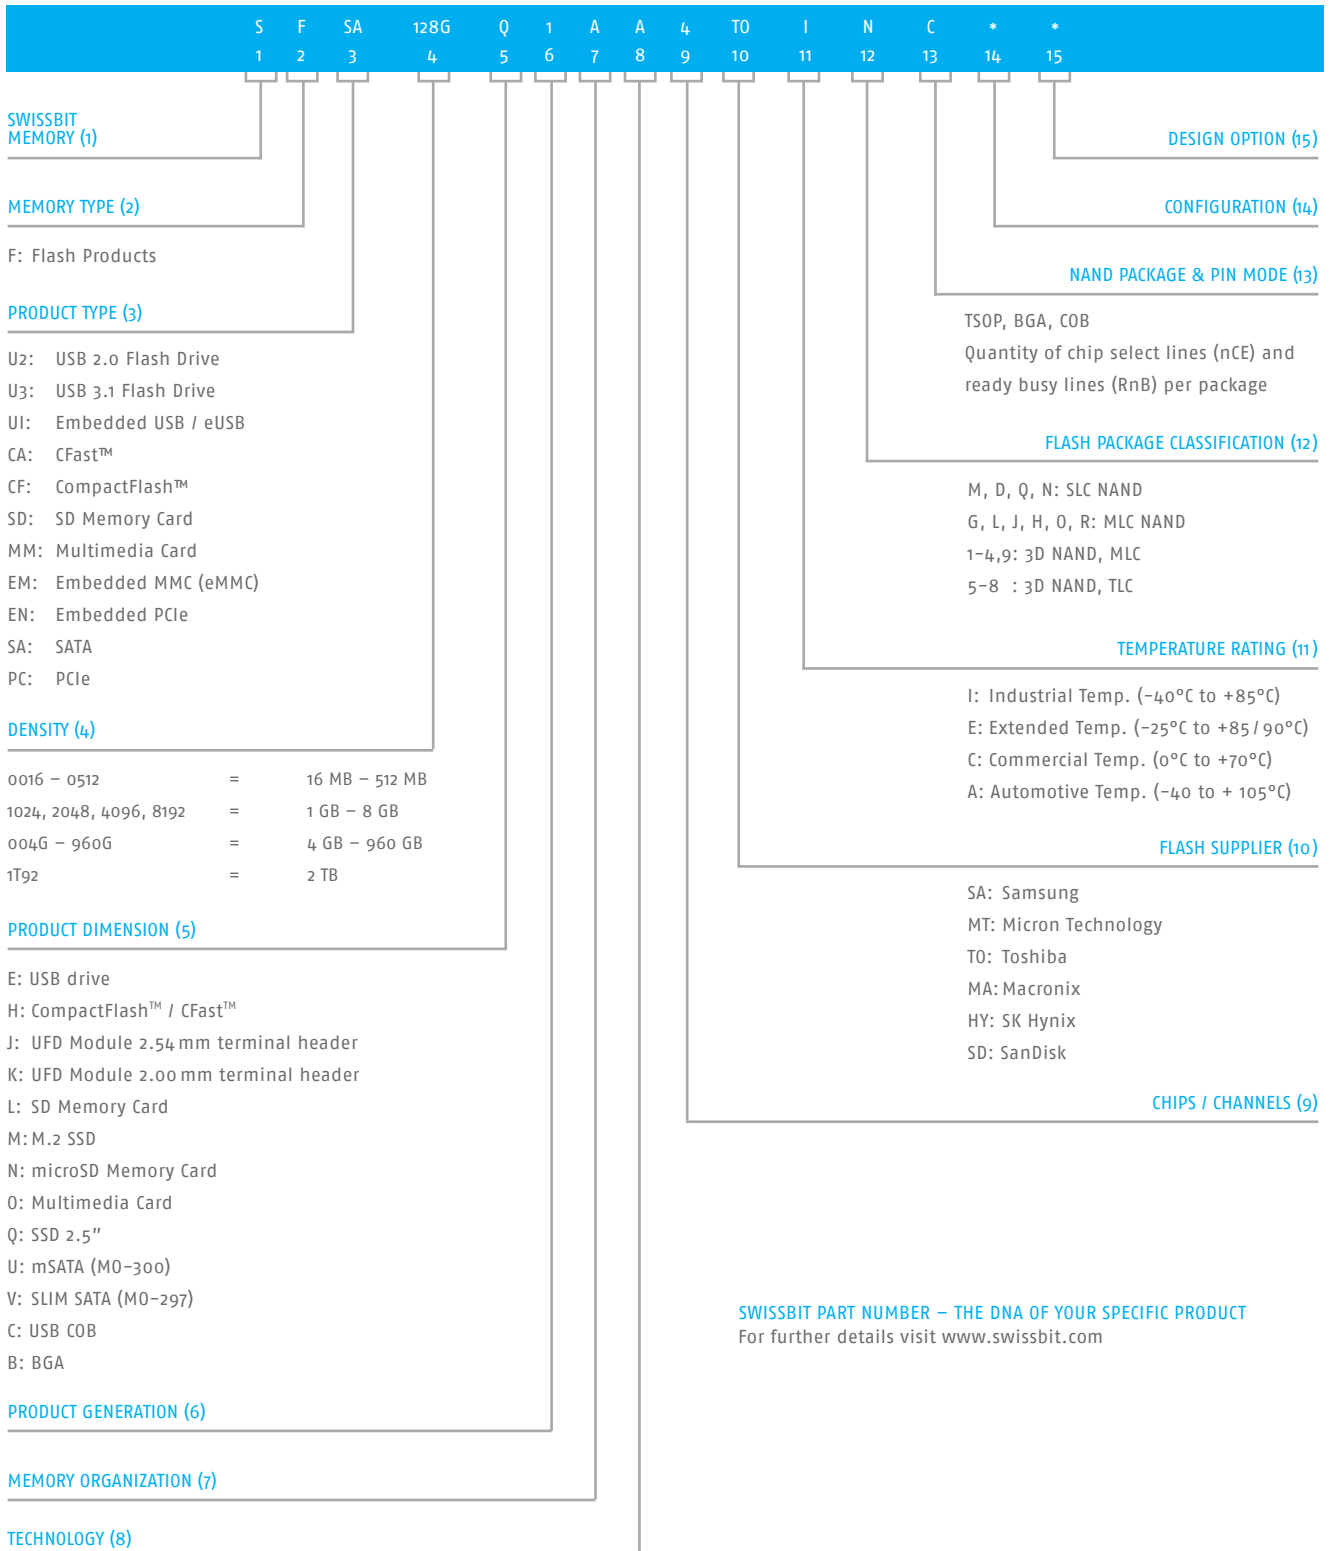 S F SA 128G Q 1 A A 4 TO I N C * *
1 2 3 4 5 6 7 8 9 10 11 12 13 14 15
SWISSBIT
MEMORY (1)
MEMORY TYPE (2)
F: Flash Products
PRODUCT TYPE (3)
U2: USB 2.0 Flash Drive
U3: USB 3.1 Flash Drive
UI: Embedded USB / eUSB
CA: CFast™
CF: CompactFlash™
SD: SD Memory Card
MM: Multimedia Card
EM: Embedded MMC (eMMC)
EN: Embedded PCIe
SA: SATA
PC: PCIe
DENSITY (4)
0016 – 0512 = 16 MB – 512 MB
1024, 2048, 4096, 8192 = 1 GB – 8 GB
004G – 960G = 4 GB – 960 GB
1T92 = 2 TB
PRODUCT DIMENSION (5)
E: USB drive
H: CompactFlash™ / CFast™
J: UFD Module 2.54 mm terminal header
K: UFD Module 2.00 mm terminal header
L: SD Memory Card
M: M.2 SSD
N: microSD Memory Card
O: Multimedia Card
Q: SSD 2.5″
U: mSATA (MO-300)
V: SLIM SATA (MO-297)
C: USB COB
B: BGA
PRODUCT GENERATION (6)
MEMORY ORGANIZATION (7)
TECHNOLOGY (8)
DESIGN OPTION (15)
CONFIGURATION (14)
NAND PACKAGE & PIN MODE (13)
TSOP, BGA, COB
Quantity of chip select lines (nCE) and
ready busy lines (RnB) per package
FLASH PACKAGE CLASSIFICATION (12)
M, D, Q, N: SLC NAND
G, L, J, H, O, R: MLC NAND
1-4,9: 3D NAND, MLC
5-8 : 3D NAND, TLC
TEMPERATURE RATING (11)
I: Industrial Temp. (-40°C to +85°C)
E: Extended Temp. (-25°C to +85 / 90°C)
C: Commercial Temp. (0°C to +70°C)
A: Automotive Temp. (-40 to + 105°C)
FLASH SUPPLIER (10)
SA: Samsung
MT: Micron Technology
TO: Toshiba
MA: Macronix
HY: SK Hynix
SD: SanDisk
CHIPS / CHANNELS (9)
SWISSBIT PART NUMBER – THE DNA OF YOUR SPECIFIC PRODUCT
For further details visit www.swissbit.com